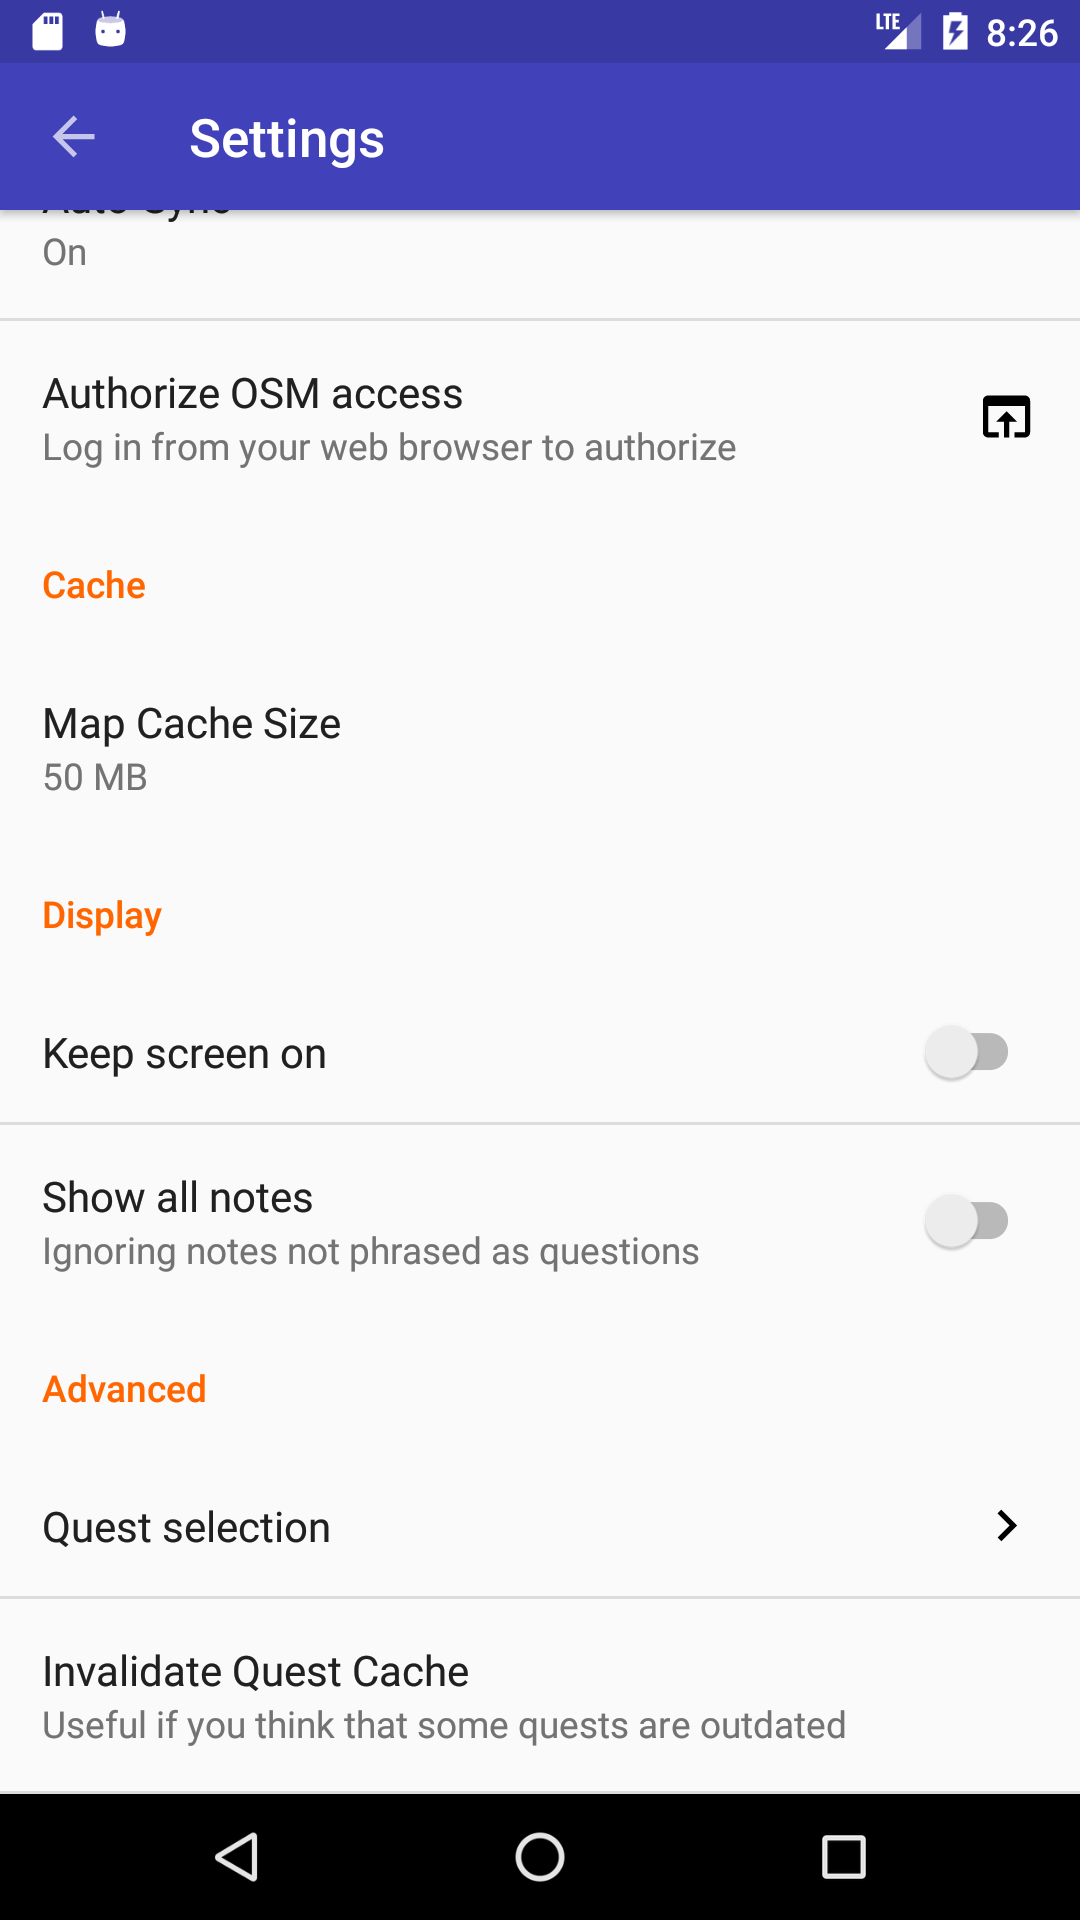 LTE 8:26
Settings
Auto-Sync
On
Authorize OSM access
Log in from your web browser to authorize
Cache
Map Cache Size
50 MB
Display
Keep screen on
Show all notes
Ignoring notes not phrased as questions
Advanced
Quest selection
Invalidate Quest Cache
Useful if you think that some quests are outdated